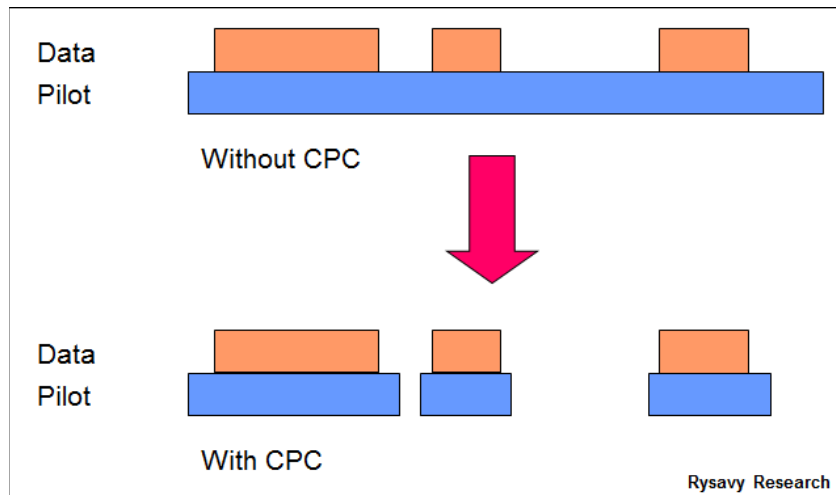 Data
Pilot
Without CPC
Data
Pilot
With CPC
Rysavy Research